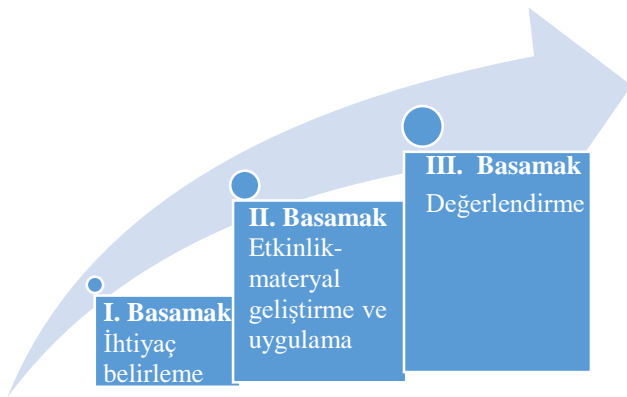 I. Basamak
İhtiyaç
belirleme
II. Basamak
Etkinlik-
materyal
geliştirme ve
uygulama
III. Basamak
Değerlendirme